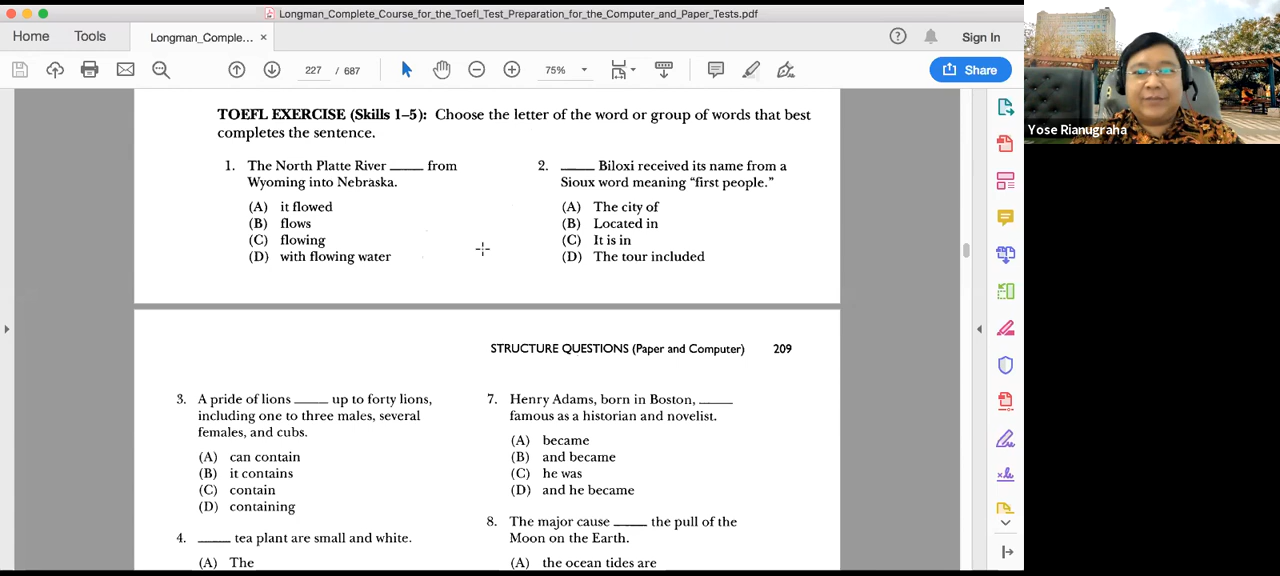 Longman_Complete_Course_for_the_Toefl_Test_Preparation_for_the_Computer_and_Paper_Tests.pdf
Home
Tools
Longman_Comple... ×
Sign In
227 / 687
75%
Share
TOEFL EXERCISE (Skills 1–5): Choose the letter of the word or group of words that best
completes the sentence.
1. The North Platte River _____ from
Wyoming into Nebraska.
(A) it flowed
(B) flows
(C) flowing
(D) with flowing water
2. _____ Biloxi received its name from a
Sioux word meaning “first people.”
(A) The city of
(B) Located in
(C) It is in
(D) The tour included
STRUCTURE QUESTIONS (Paper and Computer) 209
3. A pride of lions _____ up to forty lions,
including one to three males, several
females, and cubs.
(A) can contain
(B) it contains
(C) contain
(D) containing
4. _____ tea plant are small and white.
(A) The
7. Henry Adams, born in Boston, _____
famous as a historian and novelist.
(A) became
(B) and became
(C) he was
(D) and he became
8. The major cause _____ the pull of the
Moon on the Earth.
(A) the ocean tides are
Yose Rianugraha